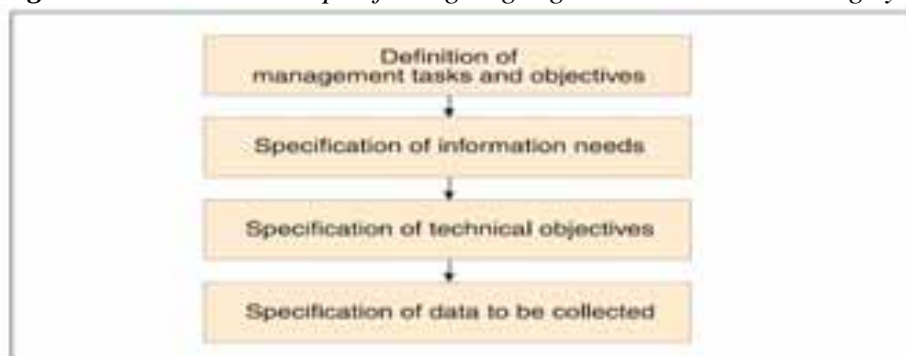 Definition of
management tasks and objectives
Specification of information needs
Specification of technical objectives
Specification of data to be collected